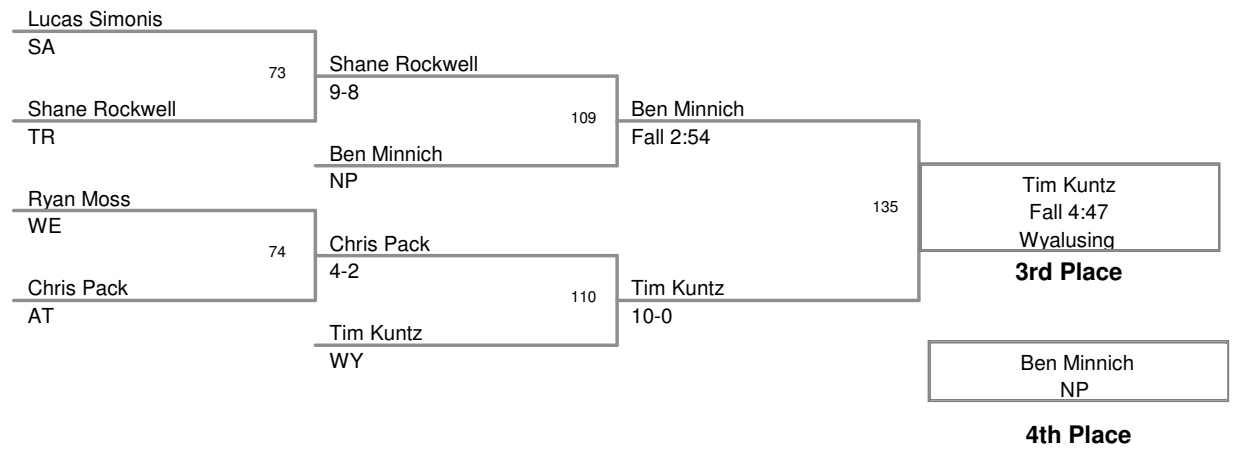 Lucas Simonis
SA
73
Shane Rockwell
9-8
Shane Rockwell
TR
109
Ben Minnich
Fall 2:54
Ben Minnich
NP
Ryan Moss
WE
74
Chris Pack
4-2
Chris Pack
AT
110
Tim Kuntz
10-0
Tim Kuntz
WY
135
Tim Kuntz
Fall 4:47
Wyalusing
3rd Place
Ben Minnich
NP
4th Place